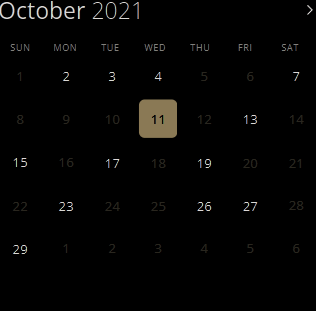 October 2021 >
SUN MON TUE WED THU FRI SAT
1 2 3 4 5 6 7
8 9 10 11 12 13 14
15 16 17 18 19 20 21
22 23 24 25 26 27 28
29 1 2 3 4 5 6